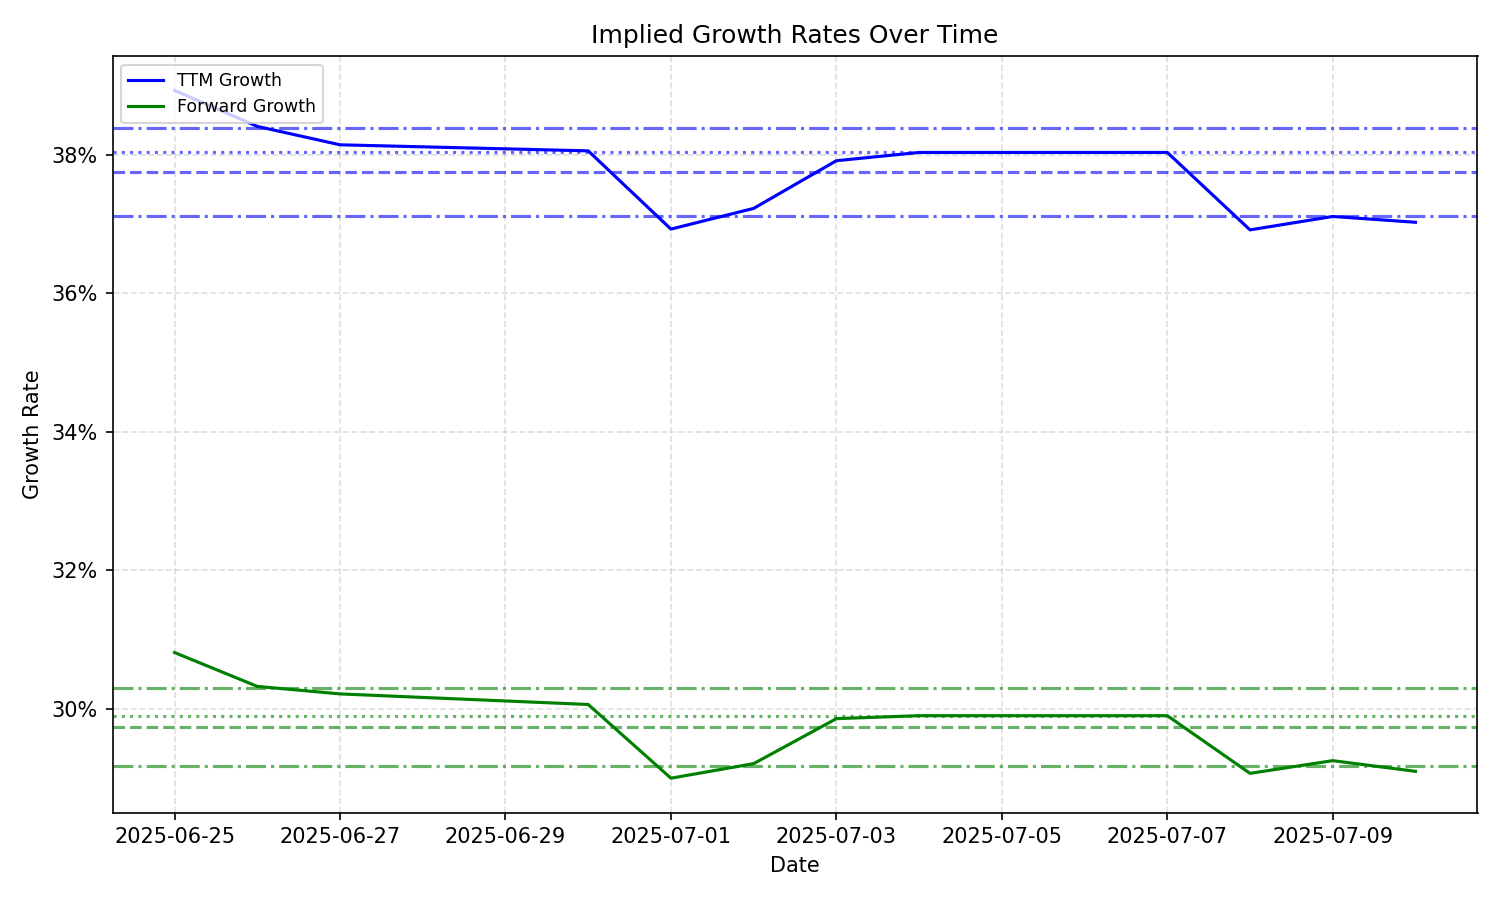 Implied Growth Rates Over Time
TTM Growth
Forward Growth
Growth Rate
38%
36%
34%
32%
30%
2025-06-25 2025-06-27 2025-06-29 2025-07-01 2025-07-03 2025-07-05 2025-07-07 2025-07-09
Date